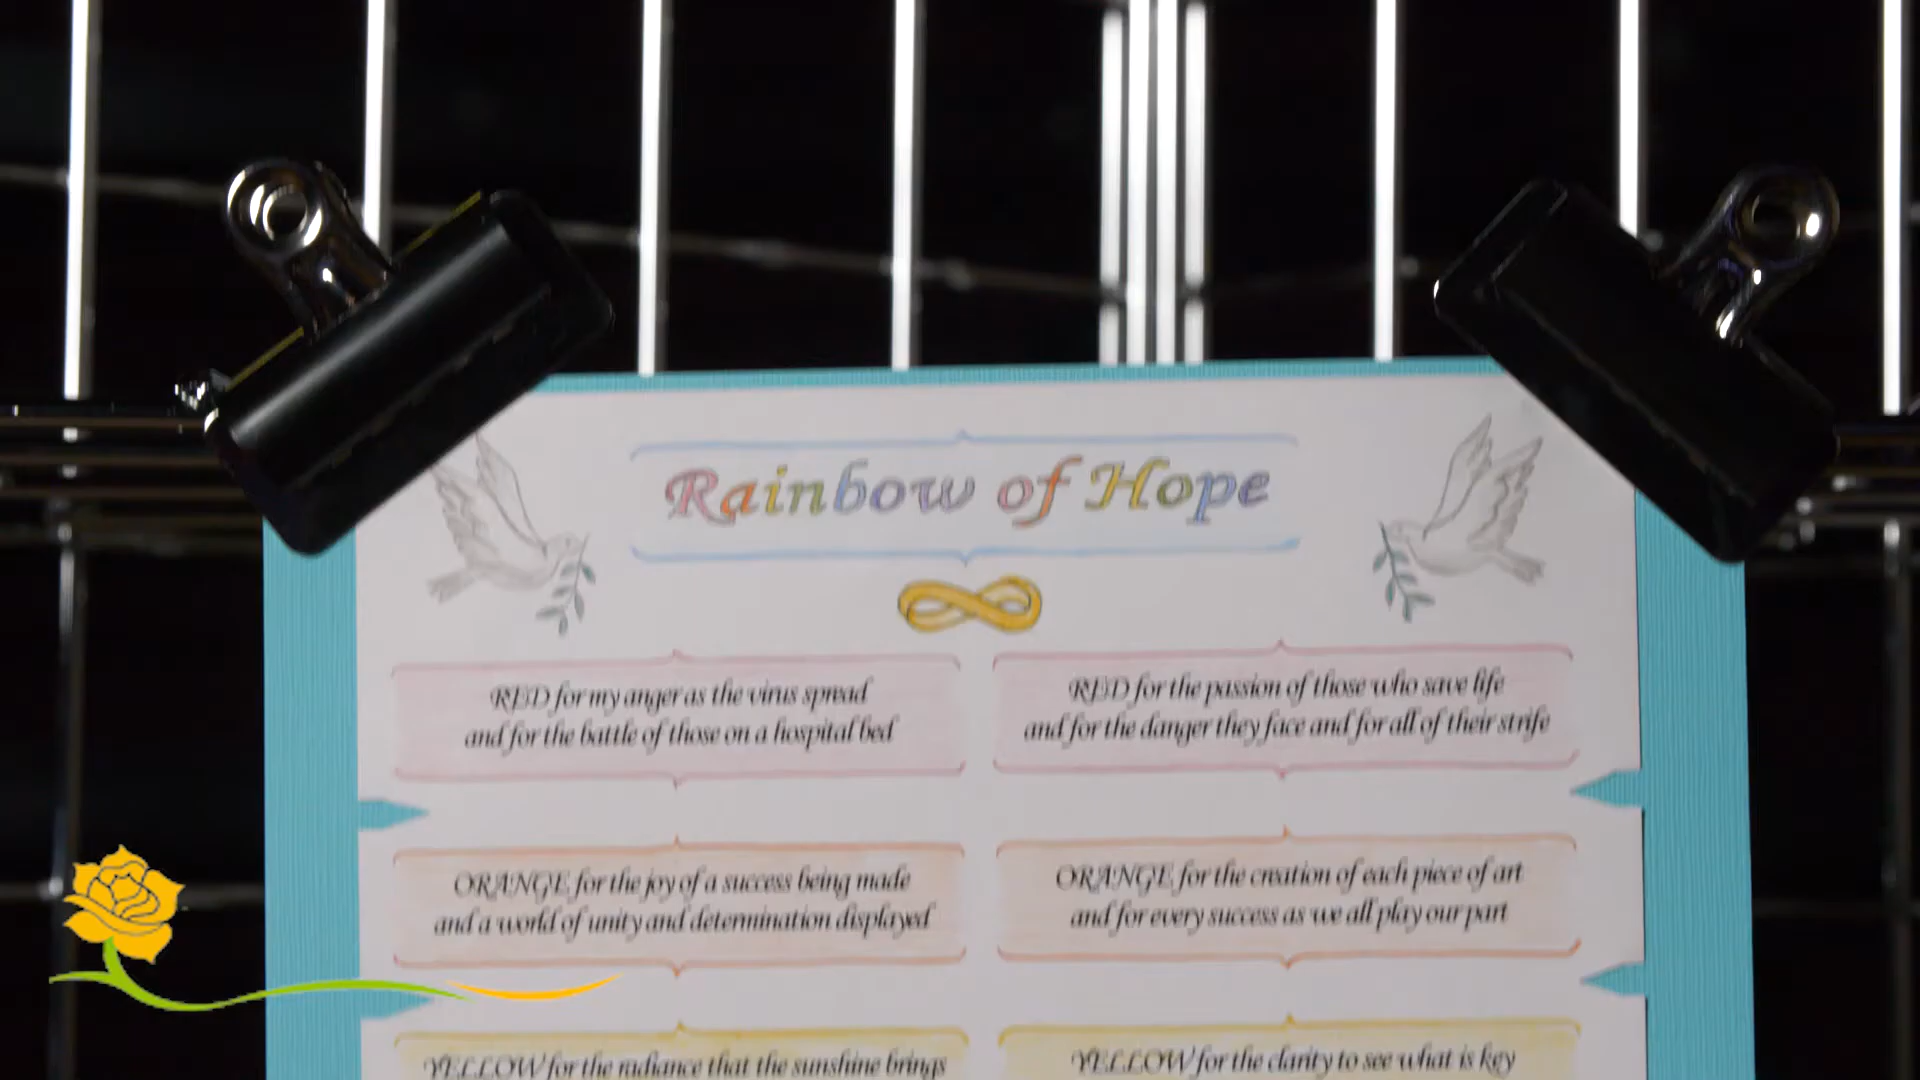 Rainbow of Hope
RED for my anger as the virus spread
and for the battle of those on a hospital bed
RED for the passion of those who save life
and for the danger they face and for all of their strife
ORANGE for the joy of a success being made
and a world of unity and determination displayed
ORANGE for the creation of each piece of art
and for every success as we all play our part
YELLOW for the radiance that the sunshine brings
YELLOW for the clarity to see what is key